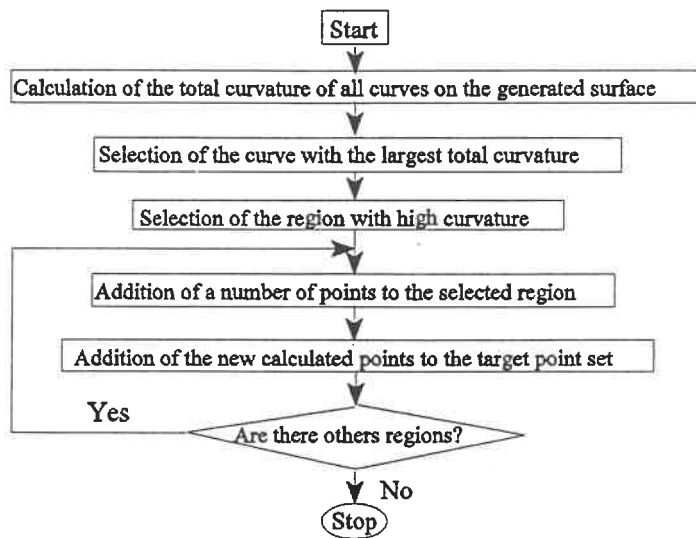 Start
Calculation of the total curvature of all curves on the generated surface
Selection of the curve with the largest total curvature
Selection of the region with high curvature
Addition of a number of points to the selected region
Addition of the new calculated points to the target point set
Yes
Are there others regions?
No
Stop